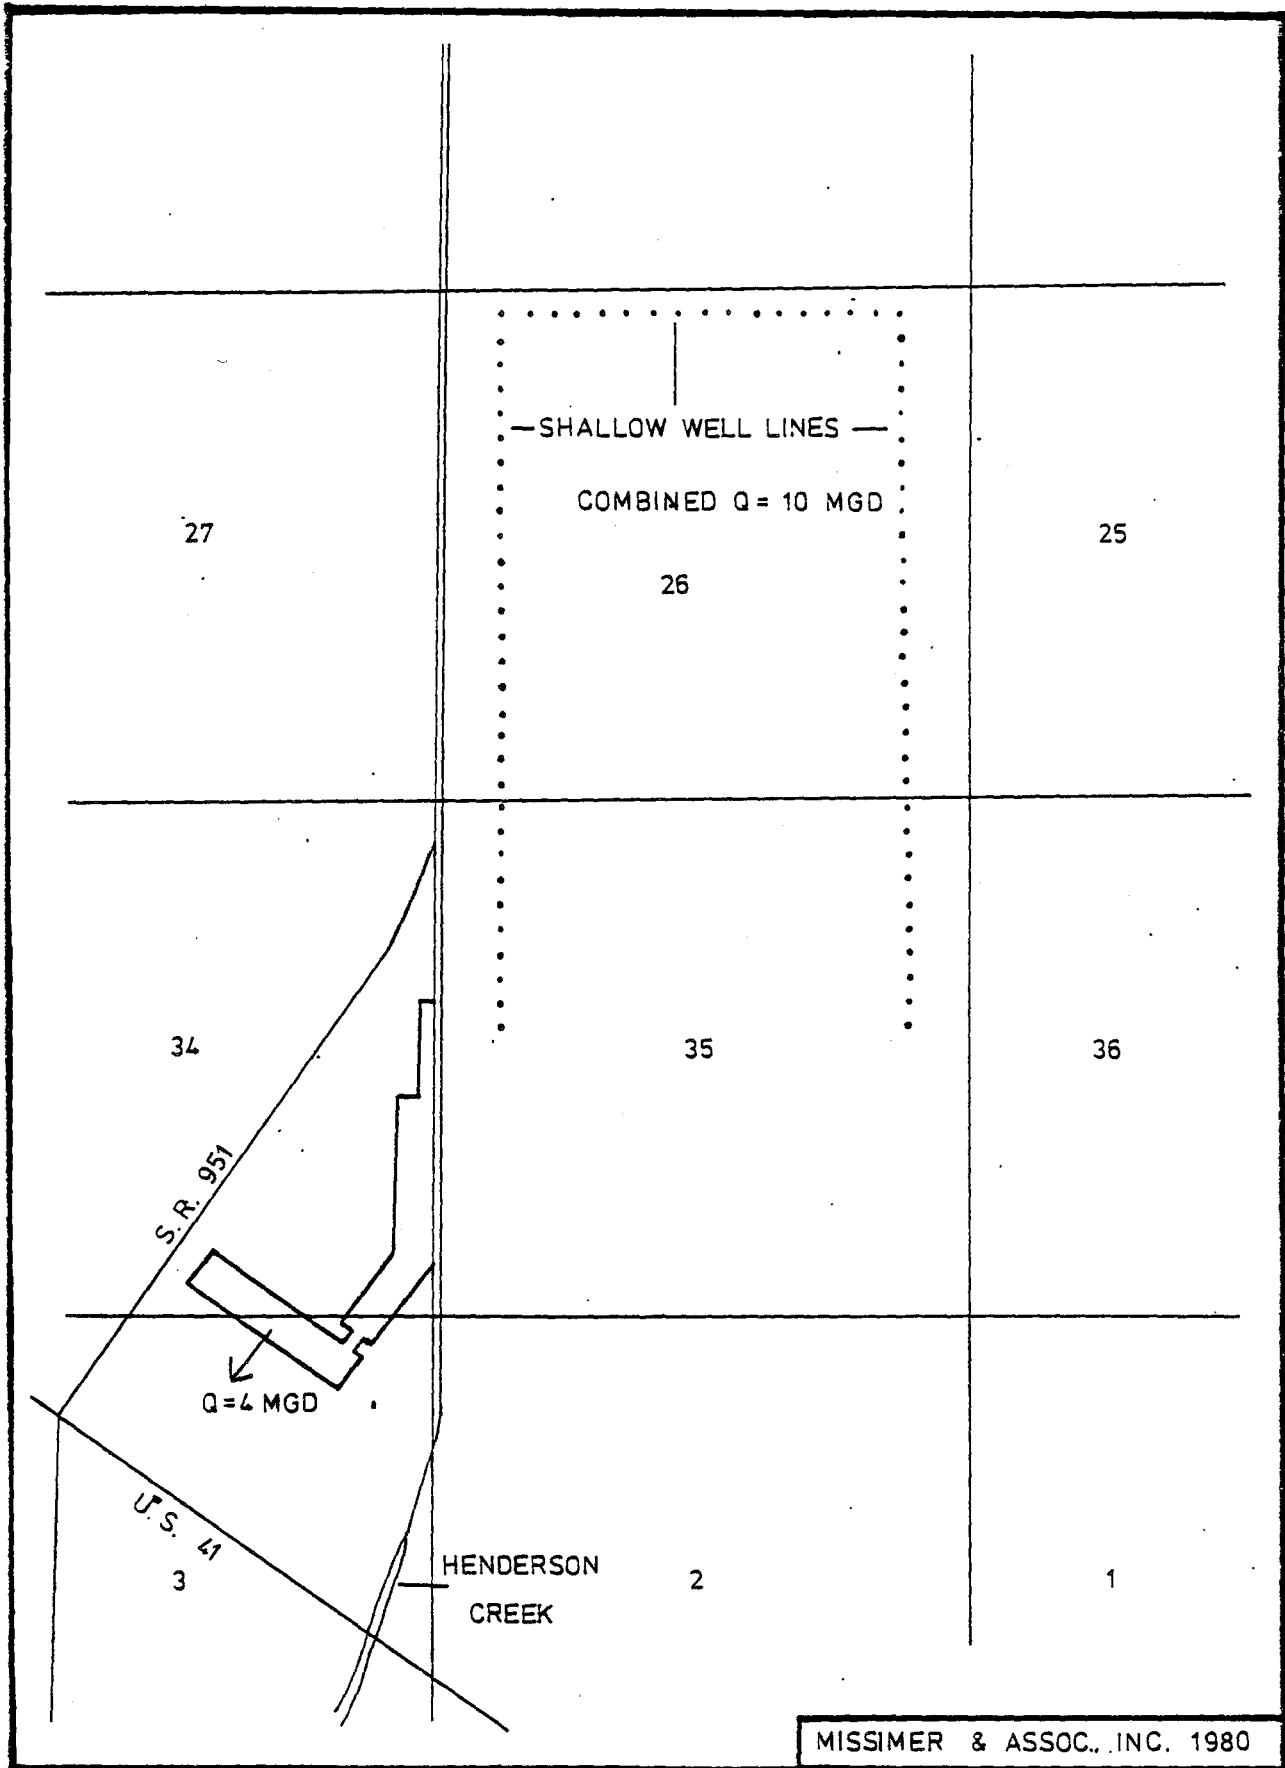 —SHALLOW WELL LINES—
COMBINED Q = 10 MGD
27
25
26
34
35
36
S.R. 951
Q=4 MGD
U.S. 41
HENDERSON
CREEK
3
2
1
MISSIMER & ASSOC., INC. 1980